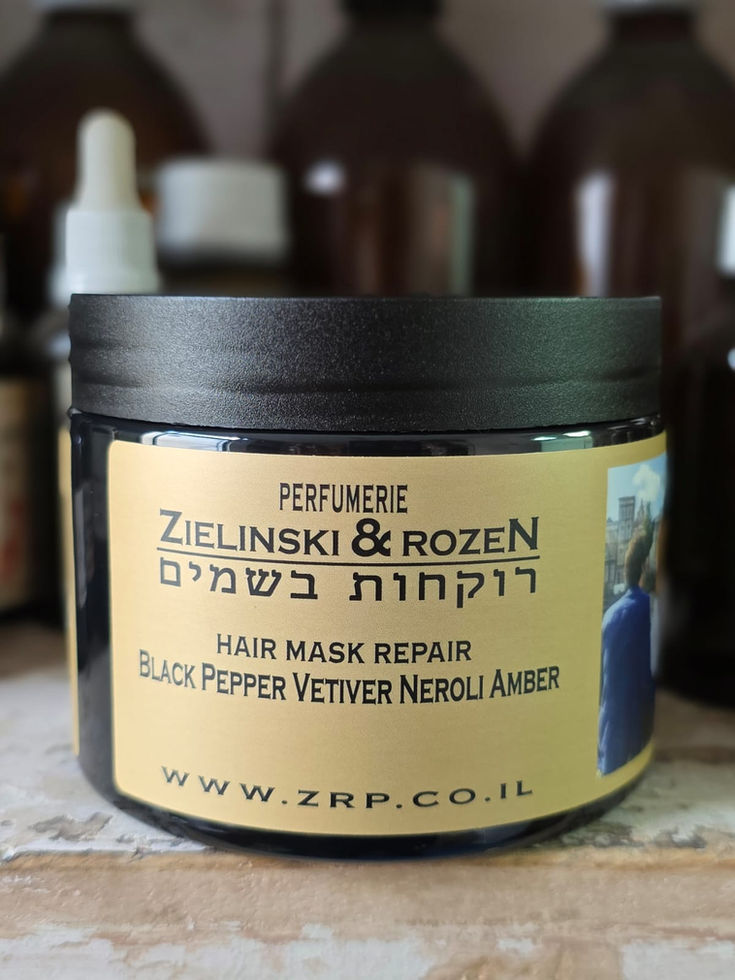 PERFUMERIE
ZIELINSKI & ROZEN
רוקחות בשמים
HAIR MASK REPAIR
BLACK PEPPER VETIVER NEROLI AMBER
WWW.ZRP.CO.IL